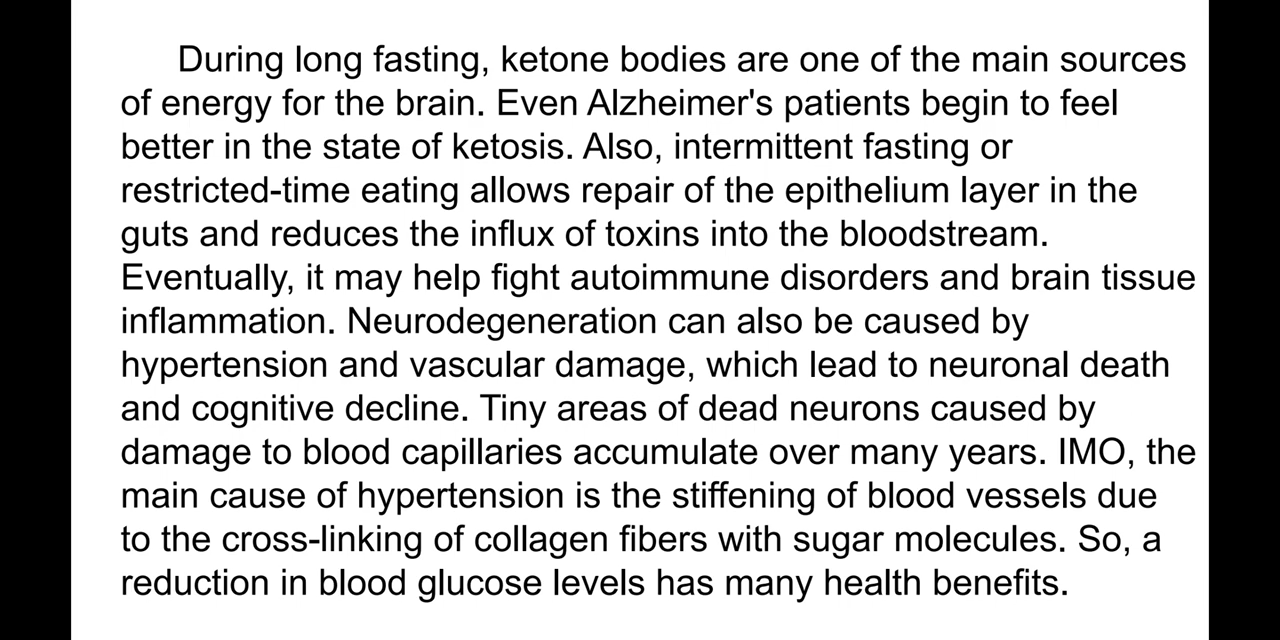 During long fasting, ketone bodies are one of the main sources
of energy for the brain. Even Alzheimer's patients begin to feel
better in the state of ketosis. Also, intermittent fasting or
restricted-time eating allows repair of the epithelium layer in the
guts and reduces the influx of toxins into the bloodstream.
Eventually, it may help fight autoimmune disorders and brain tissue
inflammation. Neurodegeneration can also be caused by
hypertension and vascular damage, which lead to neuronal death
and cognitive decline. Tiny areas of dead neurons caused by
damage to blood capillaries accumulate over many years. IMO, the
main cause of hypertension is the stiffening of blood vessels due
to the cross-linking of collagen fibers with sugar molecules. So, a
reduction in blood glucose levels has many health benefits.